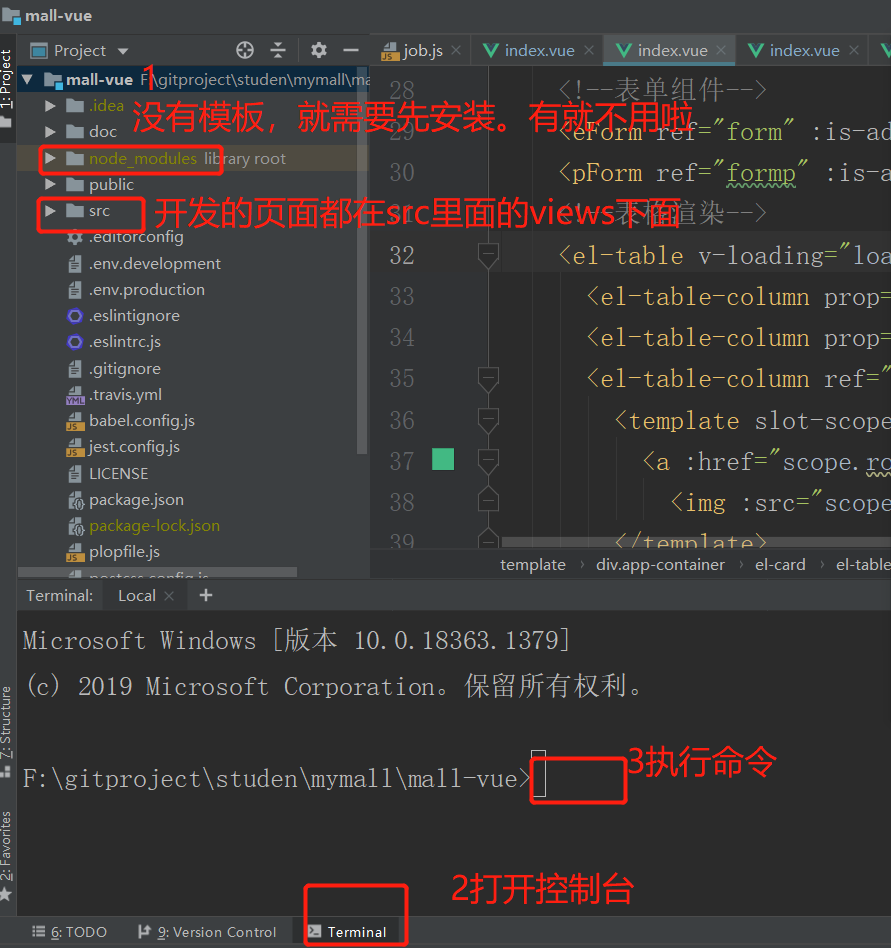 mall-vue
Project
job.js
index.vue
index.vue
index.vue
1: Project
mall-vue F:\gitproject\studen\mymall\ma
1
.idea
没有模板，就需要先安装。有就不用啦
doc
node_modules library root
public
src
开发的页面都在src里面的views下面
.editorconfig
.env.development
.env.production
.eslintignore
.eslintrc.js
.gitignore
.travis.yml
babel.config.js
jest.config.js
LICENSE
package.json
package-lock.json
plopfile.js
postcss.config.js
28 <!--表单组件-->
29 <eForm ref="form" :is-ad
30 <pForm ref="formp" :is-a
31 <!--表格渲染-->
32 <el-table v-loading="loa
33 <el-table-column prop=
34 <el-table-column prop=
35 <el-table-column ref="
36 <template slot-scope
37 <a :href="scope.ro
38 <img :src="scope
39 </template>
template › div.app-container › el-card › el-table
Terminal: Local +
Microsoft Windows [版本 10.0.18363.1379]
(c) 2019 Microsoft Corporation。保留所有权利。
F:\gitproject\studen\mymall\mall-vue>
3执行命令
2打开控制台
7: Structure
2: Favorites
6: TODO
9: Version Control
Terminal